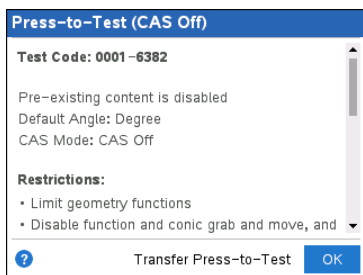 Press-to-Test (CAS Off)
Test Code: 0001-6382
Pre-existing content is disabled
Default Angle: Degree
CAS Mode: CAS Off
Restrictions:
• Limit geometry functions
• Disable function and conic grab and move, and
? Transfer Press-to-Test OK